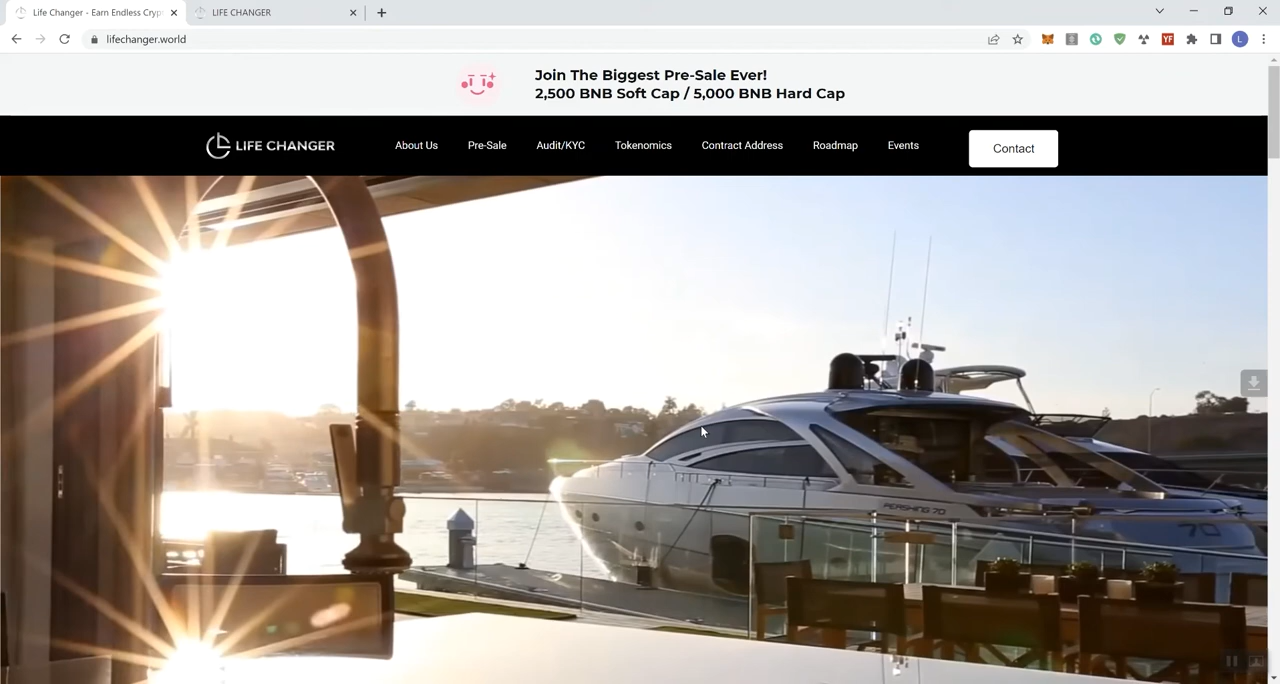 Life Changer - Earn Endless Cryp
LIFE CHANGER
lifechanger.world
YF
L
Join The Biggest Pre-Sale Ever!
2,500 BNB Soft Cap / 5,000 BNB Hard Cap
LIFE CHANGER
About Us
Pre-Sale
Audit/KYC
Tokenomics
Contract Address
Roadmap
Events
Contact
PERSHING 70
70